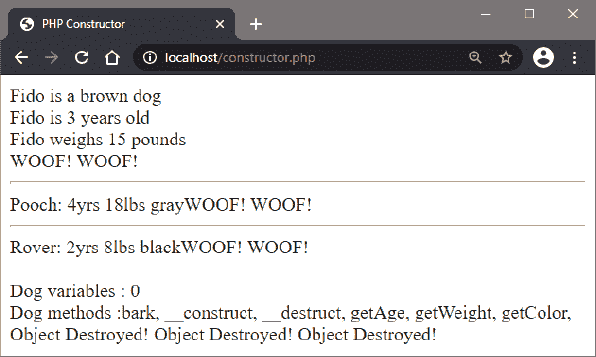 PHP Constructor
localhost/constructor.php
Fido is a brown dog
Fido is 3 years old
Fido weighs 15 pounds
WOOF! WOOF!
Pooch: 4yrs 18lbs grayWOOF! WOOF!
Rover: 2yrs 8lbs blackWOOF! WOOF!
Dog variables : 0
Dog methods :bark, __construct, __destruct, getAge, getWeight, getColor,
Object Destroyed! Object Destroyed! Object Destroyed!